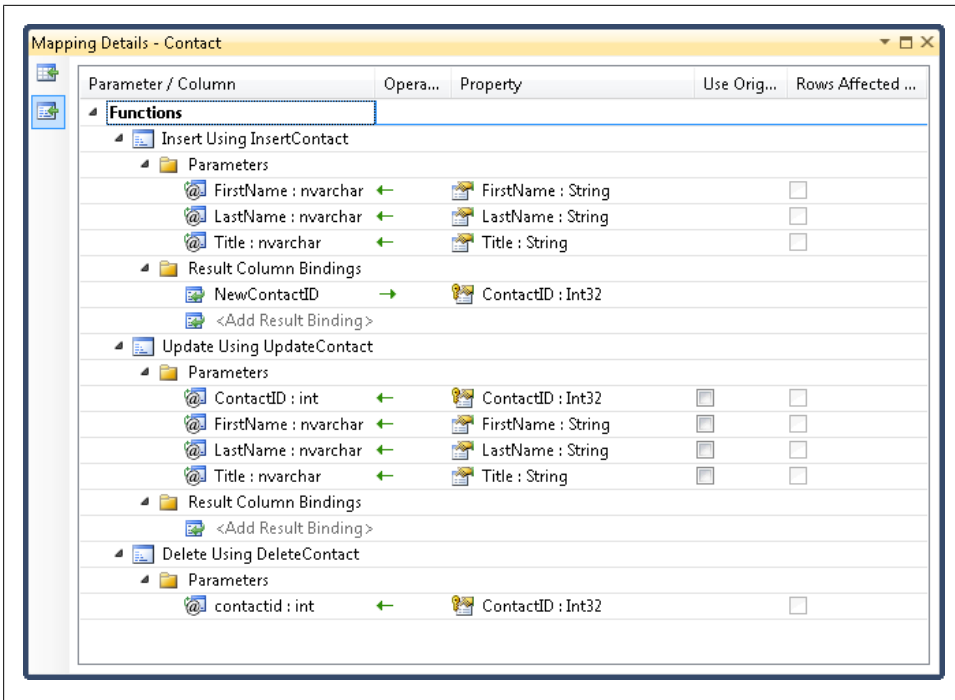 Mapping Details - Contact
Parameter / Column Opera... Property Use Orig... Rows Affected ...
Functions
Insert Using InsertContact
Parameters
FirstName : nvarchar ← FirstName : String
LastName : nvarchar ← LastName : String
Title : nvarchar ← Title : String
Result Column Bindings
NewContactID → ContactID : Int32
<Add Result Binding>
Update Using UpdateContact
Parameters
ContactID : int ← ContactID : Int32
FirstName : nvarchar ← FirstName : String
LastName : nvarchar ← LastName : String
Title : nvarchar ← Title : String
Result Column Bindings
<Add Result Binding>
Delete Using DeleteContact
Parameters
contactid : int ← ContactID : Int32